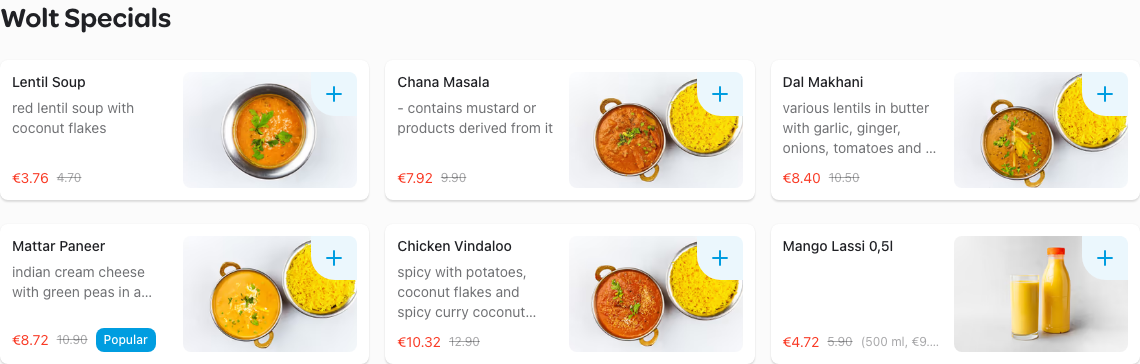 Wolt Specials
Lentil Soup
red lentil soup with
coconut flakes
€3.76 4.70
Chana Masala
- contains mustard or
products derived from it
€7.92 9.90
Dal Makhani
various lentils in butter
with garlic, ginger,
onions, tomatoes and ...
€8.40 10.50
Mattar Paneer
indian cream cheese
with green peas in a...
€8.72 10.90 Popular
Chicken Vindaloo
spicy with potatoes,
coconut flakes and
spicy curry coconut...
€10.32 12.90
Mango Lassi 0,5l
€4.72 5.90 (500 ml, €9....